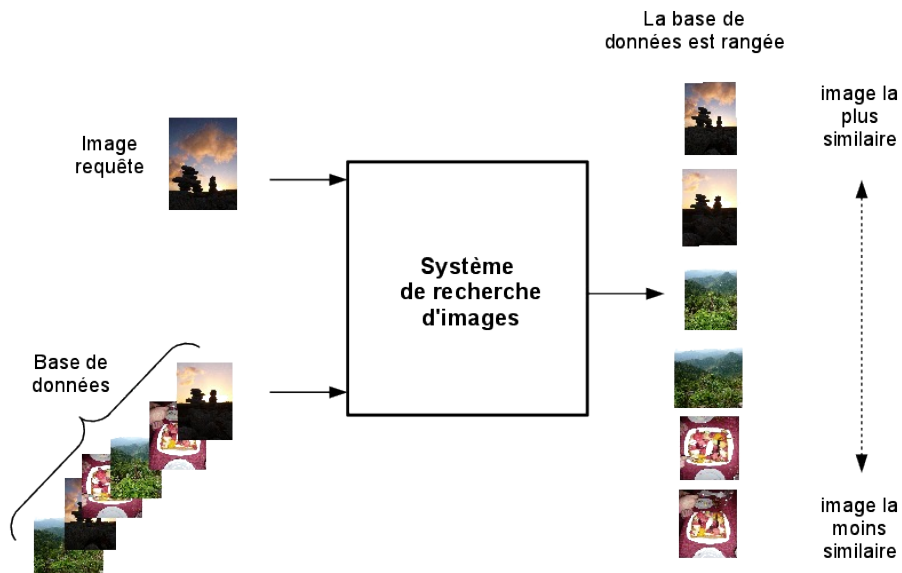 La base de
données est rangée
image la
plus
similaire
Image
requête
Système
de recherche
d'images
Base de
données
image la
moins
similaire